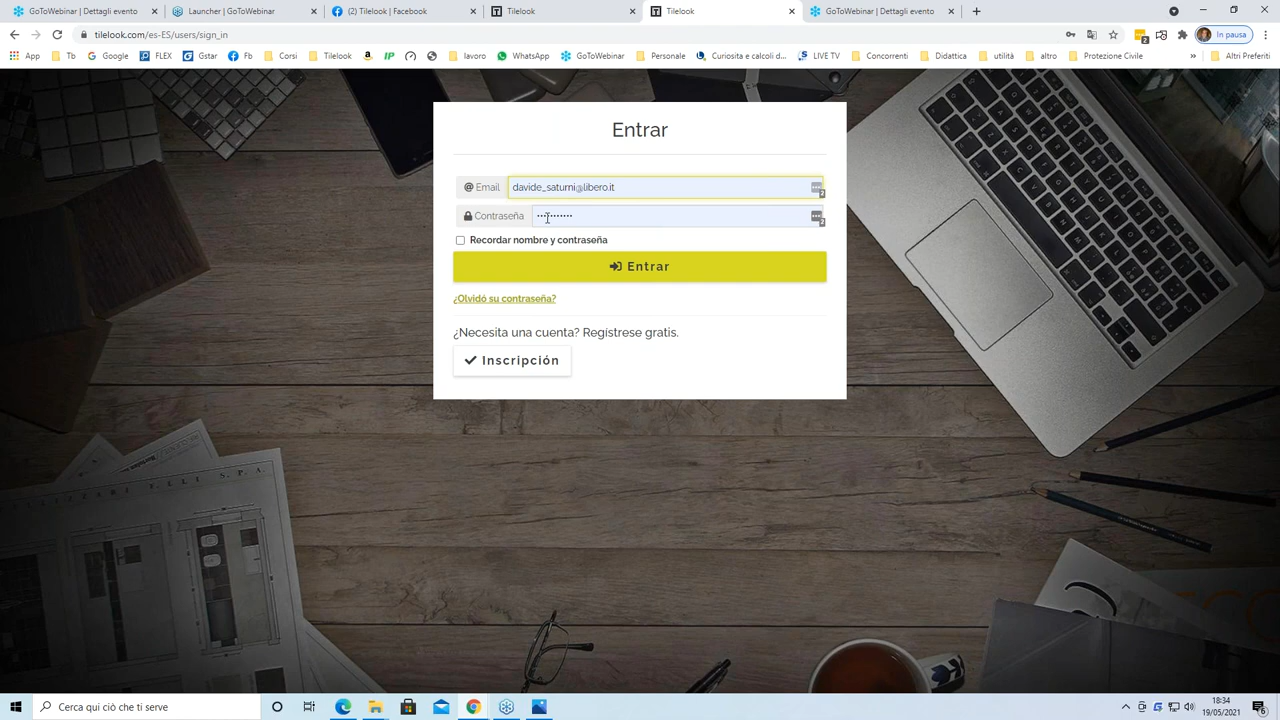 GoToWebinar | Dettagli evento
Launcher | GoToWebinar
(2) Tilelook | Facebook
Tilelook
Tilelook
GoToWebinar | Dettagli evento
tilelook.com/es-ES/users/sign_in
In pausa
App
Tb
Google
FLEX
Gstar
Corsi
Tilelook
IP
lavoro
WhatsApp
GoToWebinar
Personale
Curiosita e calcoli d...
LIVE TV
Concorrenti
Didattica
utilità
altro
Protezione Civile
»
Altri Preferiti
Entrar
Email
davide_saturni@libero.it
Contraseña
Recordar nombre y contraseña
Entrar
¿Olvidó su contraseña?
¿Necesita una cuenta? Regístrese gratis.
Inscripción
Cerca qui ciò che ti serve
18:34
19/05/2021
6